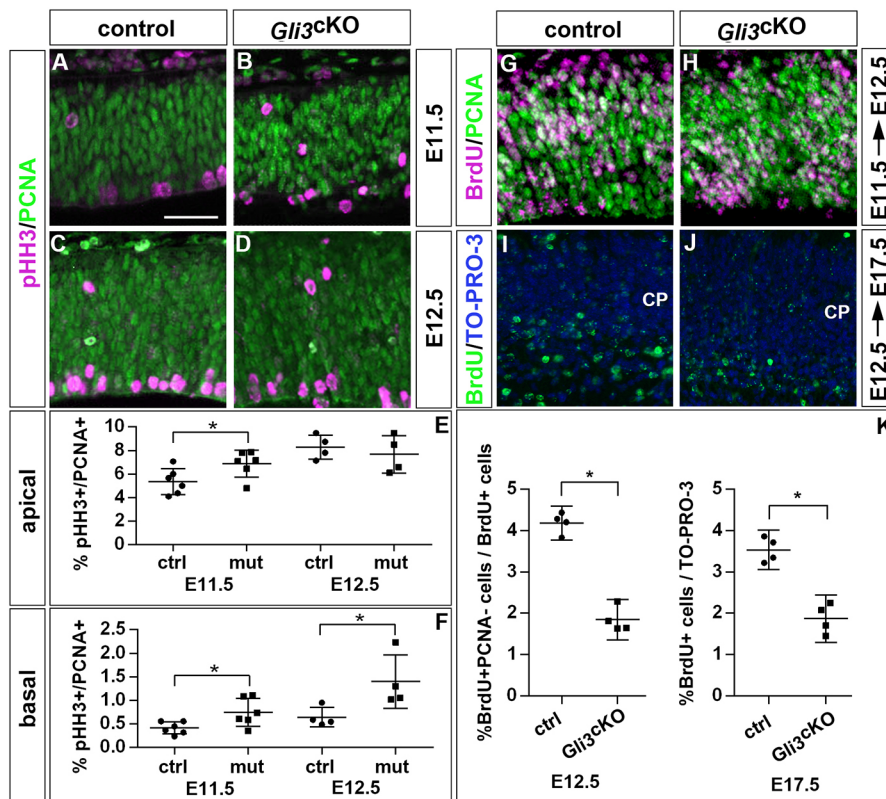 control
Gli3cKO
control
Gli3cKO
A
B
G
H
pHH3/PCNA
E11.5
BrdU/PCNA
E11.5 → E12.5
C
D
I
J
CP
CP
E12.5
BrdU/TO-PRO-3
E12.5 → E17.5
apical
E
% pHH3+/PCNA+
10
8
6
4
2
0
*
ctrl mut ctrl mut
E11.5 E12.5
basal
F
% pHH3+/PCNA+
2.5
2.0
1.5
1.0
0.5
0.0
* *
ctrl mut ctrl mut
E11.5 E12.5
K
%BrdU+PCNA- cells / BrdU+ cells
5
4
3
2
1
0
*
ctrl Gli3cKO
E12.5
%BrdU+ cells / TO-PRO-3
5
4
3
2
1
0
*
ctrl Gli3cKO
E17.5